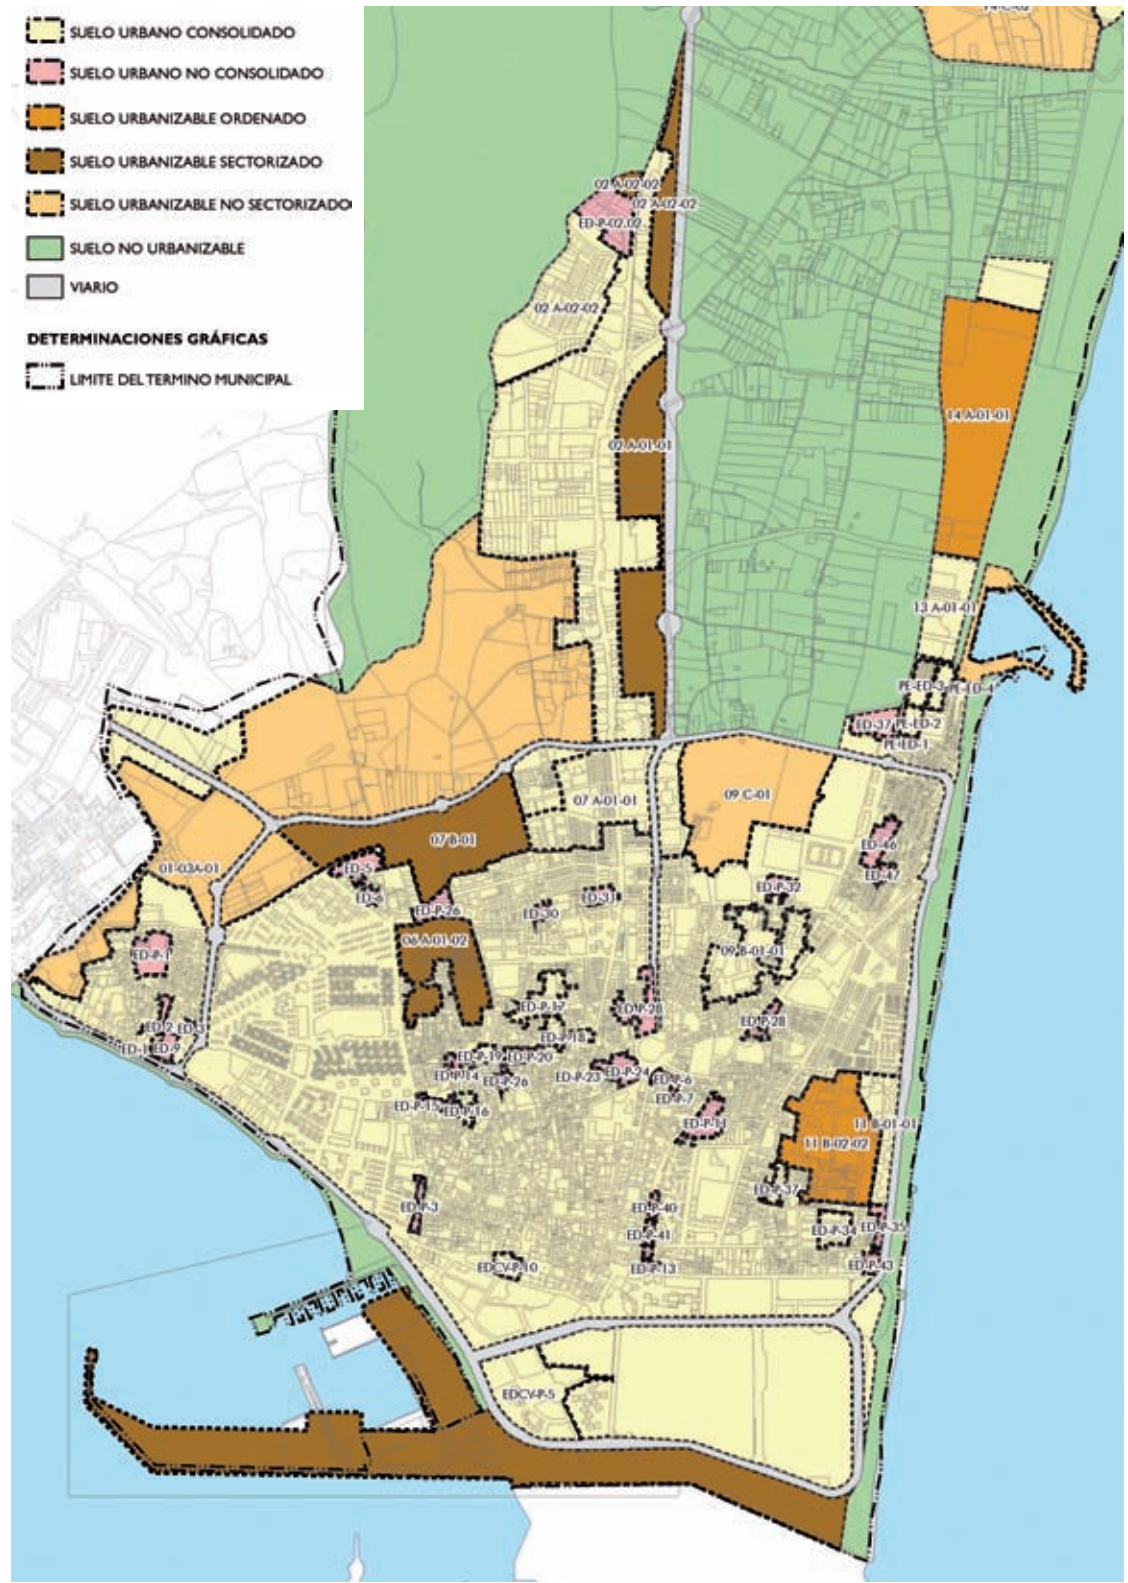 SUELO URBANO CONSOLIDADO
SUELO URBANO NO CONSOLIDADO
SUELO URBANIZABLE ORDENADO
SUELO URBANIZABLE SECTORIZADO
SUELO URBANIZABLE NO SECTORIZADO
SUELO NO URBANIZABLE
VIARIO
DETERMINACIONES GRÁFICAS
LIMITE DEL TERMINO MUNICIPAL
02 A-02-02
02 A-02-02
ED-P-02.02
02 A-02-02
14 A-01-01
02 A-01-01
13 A-01-01
PE-ED-3
PE-ED-4
ED-37
PE-ED-2
PE-ED-1
09 C-01
07 A-01-01
07 B-01
ED-46
ED-47
01-03A-01
ED-5
ED-6
ED-P-32
ED-31
ED-30
ED-P-26
06 A-01-02
ED-P-1
09 B-01-01
ED-P-17
ED-P-28
ED-P-28
ED-2
ED-3
ED-1
ED-9
ED-P-18
ED-P-19
ED-P-20
ED-P-14
ED-P-26
ED-P-23
ED-P-24
ED-P-6
ED-P-7
ED-P-15
ED-P-16
ED-P-11
11 B-01-01
11 B-02-02
ED-P-37
ED-P-3
ED-P-40
ED-P-41
ED-P-13
ED-P-34
ED-P-35
ED-P-43
EDCV-P-10
EDCV-P-5